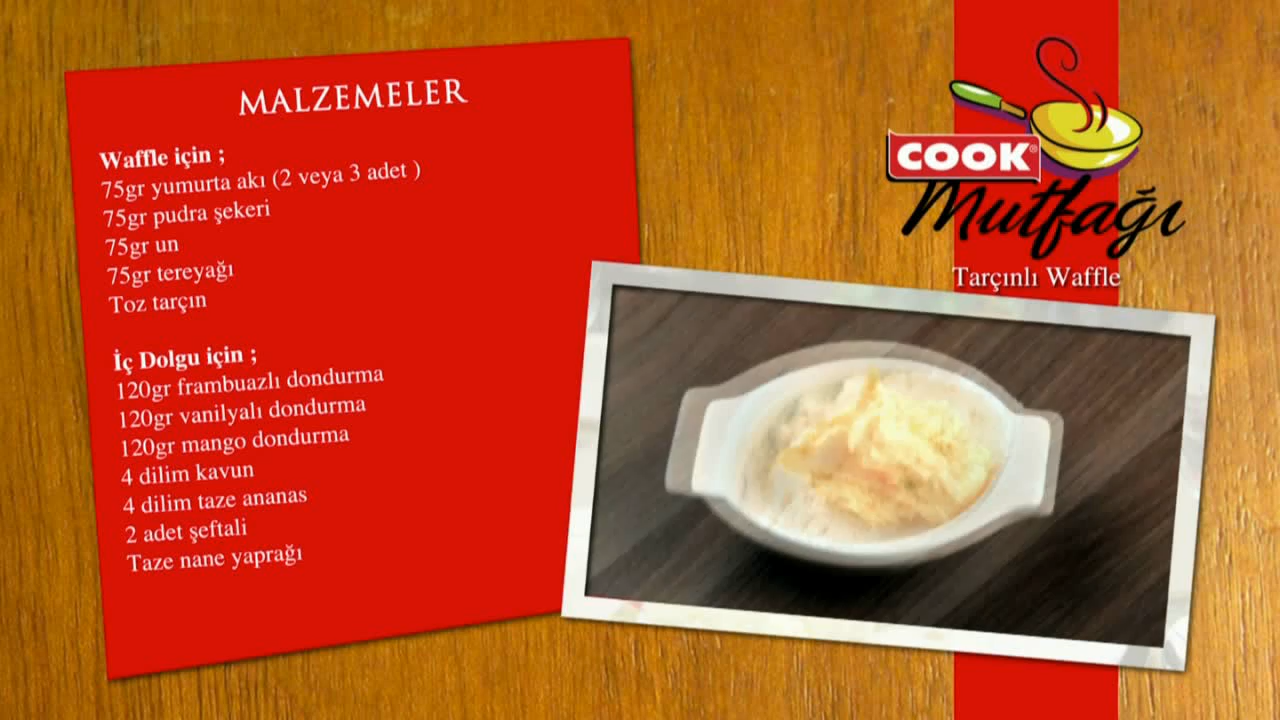 MALZEMELER
Waffle için ;
75gr yumurta akı (2 veya 3 adet )
75gr pudra şekeri
75gr un
75gr tereyağı
Toz tarçın
İç Dolgu için ;
120gr frambuazlı dondurma
120gr vanilyalı dondurma
120gr mango dondurma
4 dilim kavun
4 dilim taze ananas
2 adet şeftali
Taze nane yaprağı
COOK®
Mutfağı
Tarçınlı Waffle